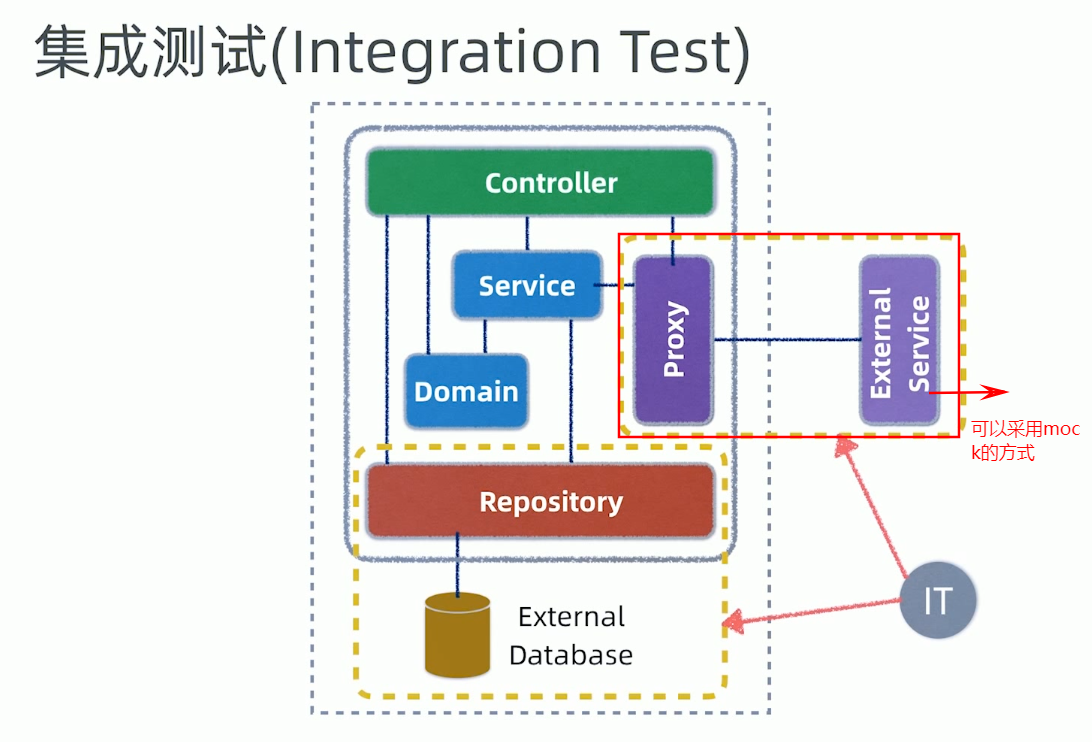 集成测试(Integration Test)
Controller
Service
Proxy
External
Service
Domain
可以采用moc
k的方式
Repository
IT
External
Database